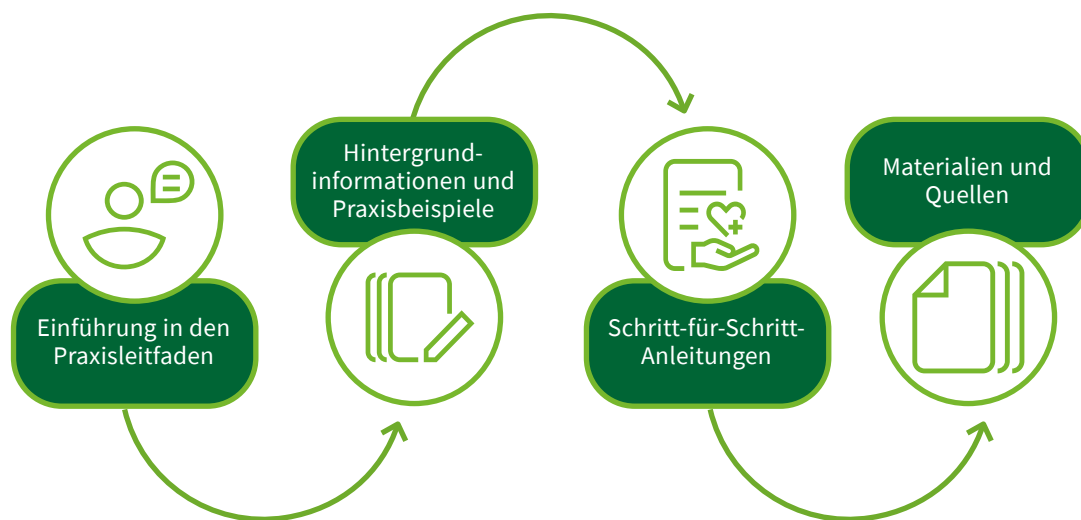 Einführung in den
Praxisleitfaden
Hintergrund-
informationen und
Praxisbeispiele
Schritt-für-Schritt-
Anleitungen
Materialien und
Quellen